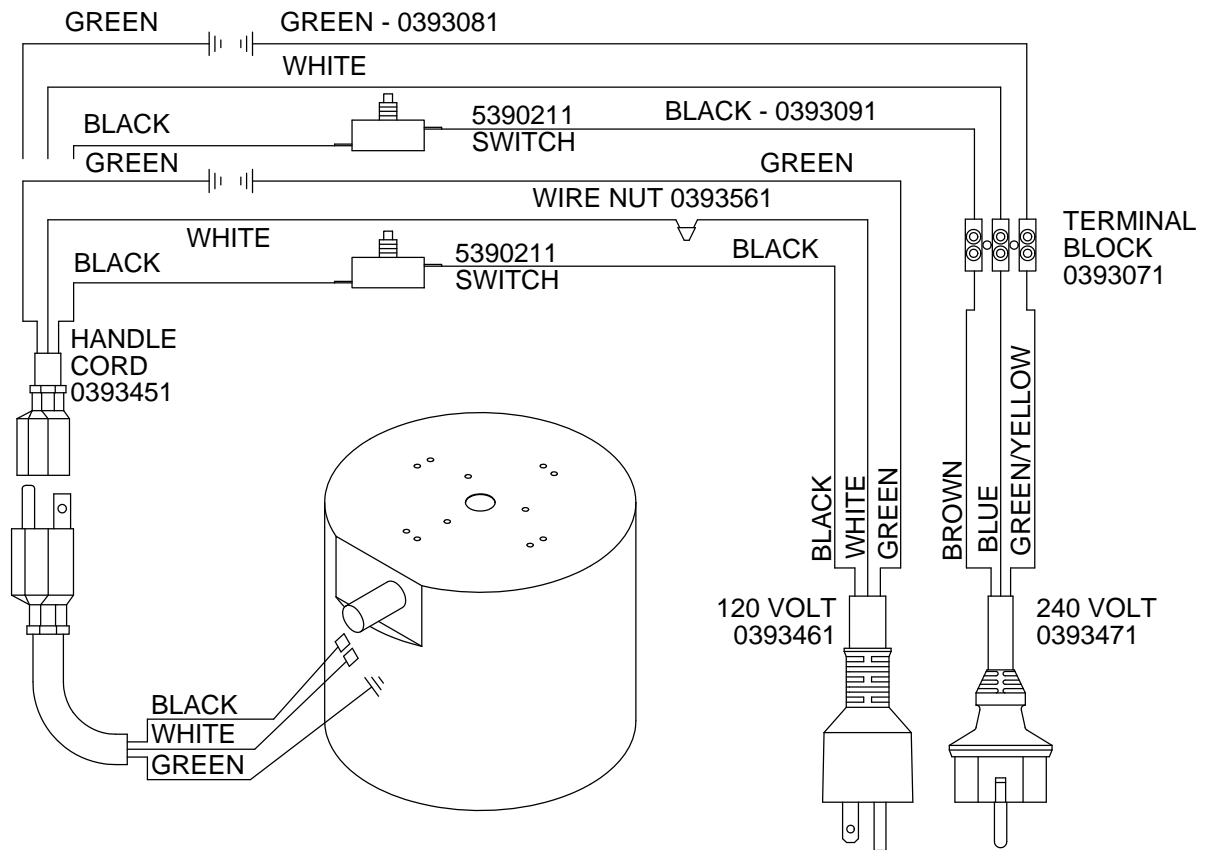 GREEN
GREEN - 0393081
WHITE
BLACK
5390211
SWITCH
BLACK - 0393091
GREEN
GREEN
WIRE NUT 0393561
WHITE
BLACK
5390211
SWITCH
BLACK
TERMINAL
BLOCK
0393071
HANDLE
CORD
0393451
BLACK
WHITE
GREEN
BROWN
BLUE
GREEN/YELLOW
120 VOLT
0393461
240 VOLT
0393471
BLACK
WHITE
GREEN